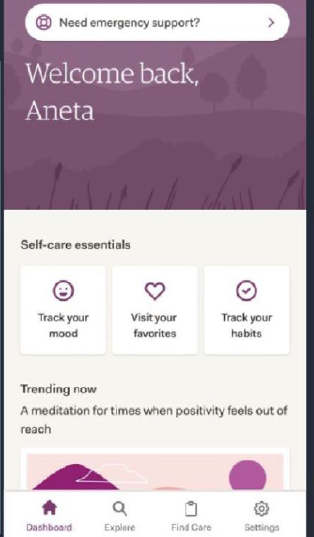 Need emergency support?
Welcome back,
Aneta
Self-care essentials
Track your
mood
Visit your
favorites
Track your
habits
Trending now
A meditation for times when positivity feels out of
reach
Dashboard
Explore
Find Care
Settings